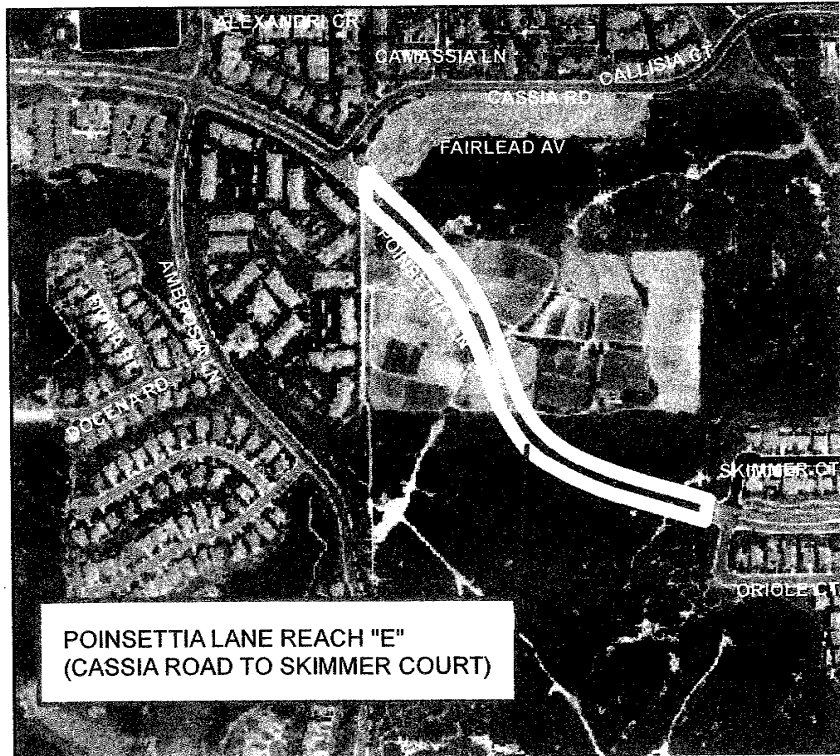 ALEXANDRI CR
CAMASSIA LN
CALLISIA CT
CASSIA RD
FAIRLEAD AV
POINSETTIA LN
AMBROSIA LN
DOCENA RD
SKIMMER CT
ORIOLE CT
POINSETTIA LANE REACH "E"
(CASSIA ROAD TO SKIMMER COURT)